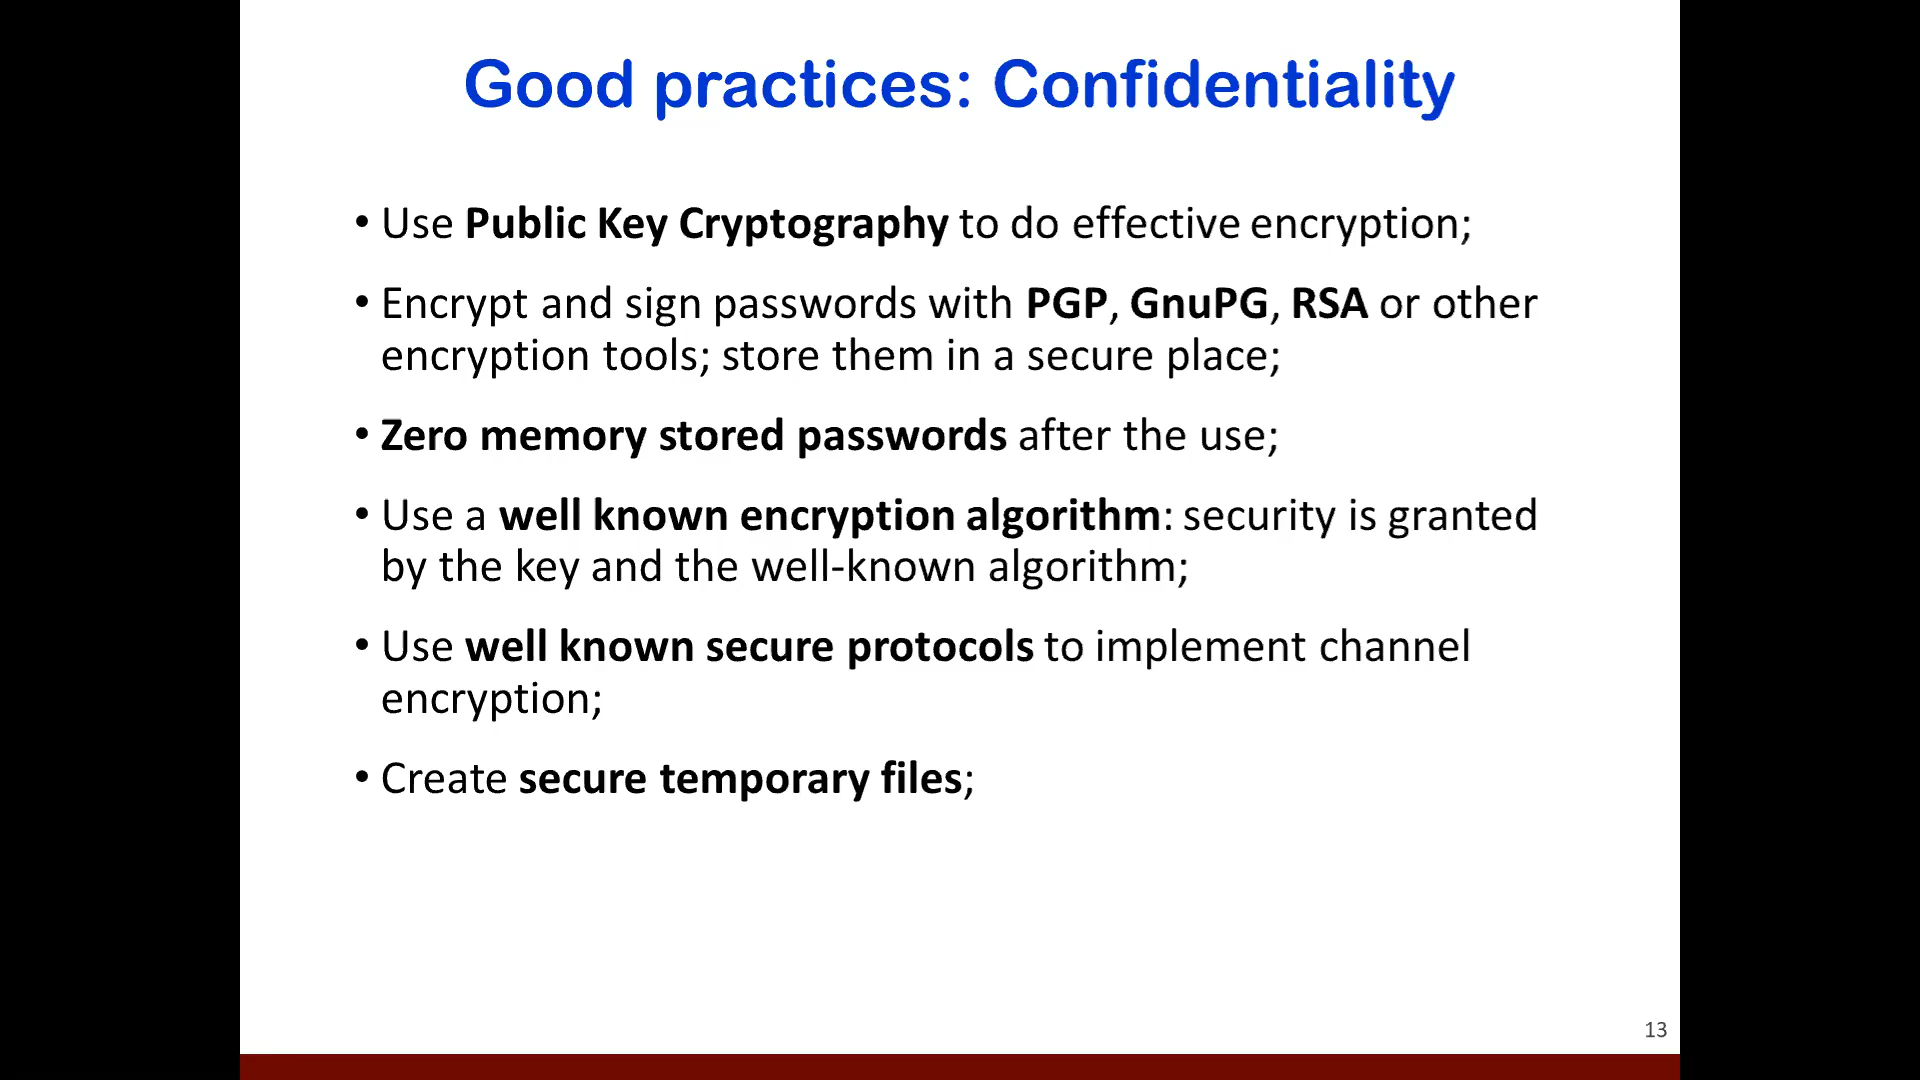 Good practices: Confidentiality
• Use Public Key Cryptography to do effective encryption;
• Encrypt and sign passwords with PGP, GnuPG, RSA or other
encryption tools; store them in a secure place;
• Zero memory stored passwords after the use;
• Use a well known encryption algorithm: security is granted
by the key and the well-known algorithm;
• Use well known secure protocols to implement channel
encryption;
• Create secure temporary files;
13